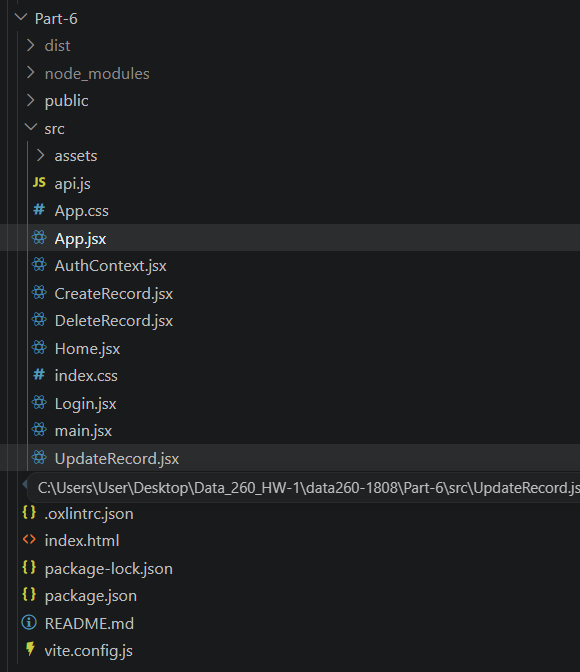 Part-6
dist
node_modules
public
src
assets
JS api.js
# App.css
App.jsx
AuthContext.jsx
CreateRecord.jsx
DeleteRecord.jsx
Home.jsx
# index.css
Login.jsx
main.jsx
UpdateRecord.jsx
C:\Users\User\Desktop\Data_260_HW-1\data260-1808\Part-6\src\UpdateRecord.js
{} .oxlintrc.json
<> index.html
{} package-lock.json
{} package.json
README.md
vite.config.js